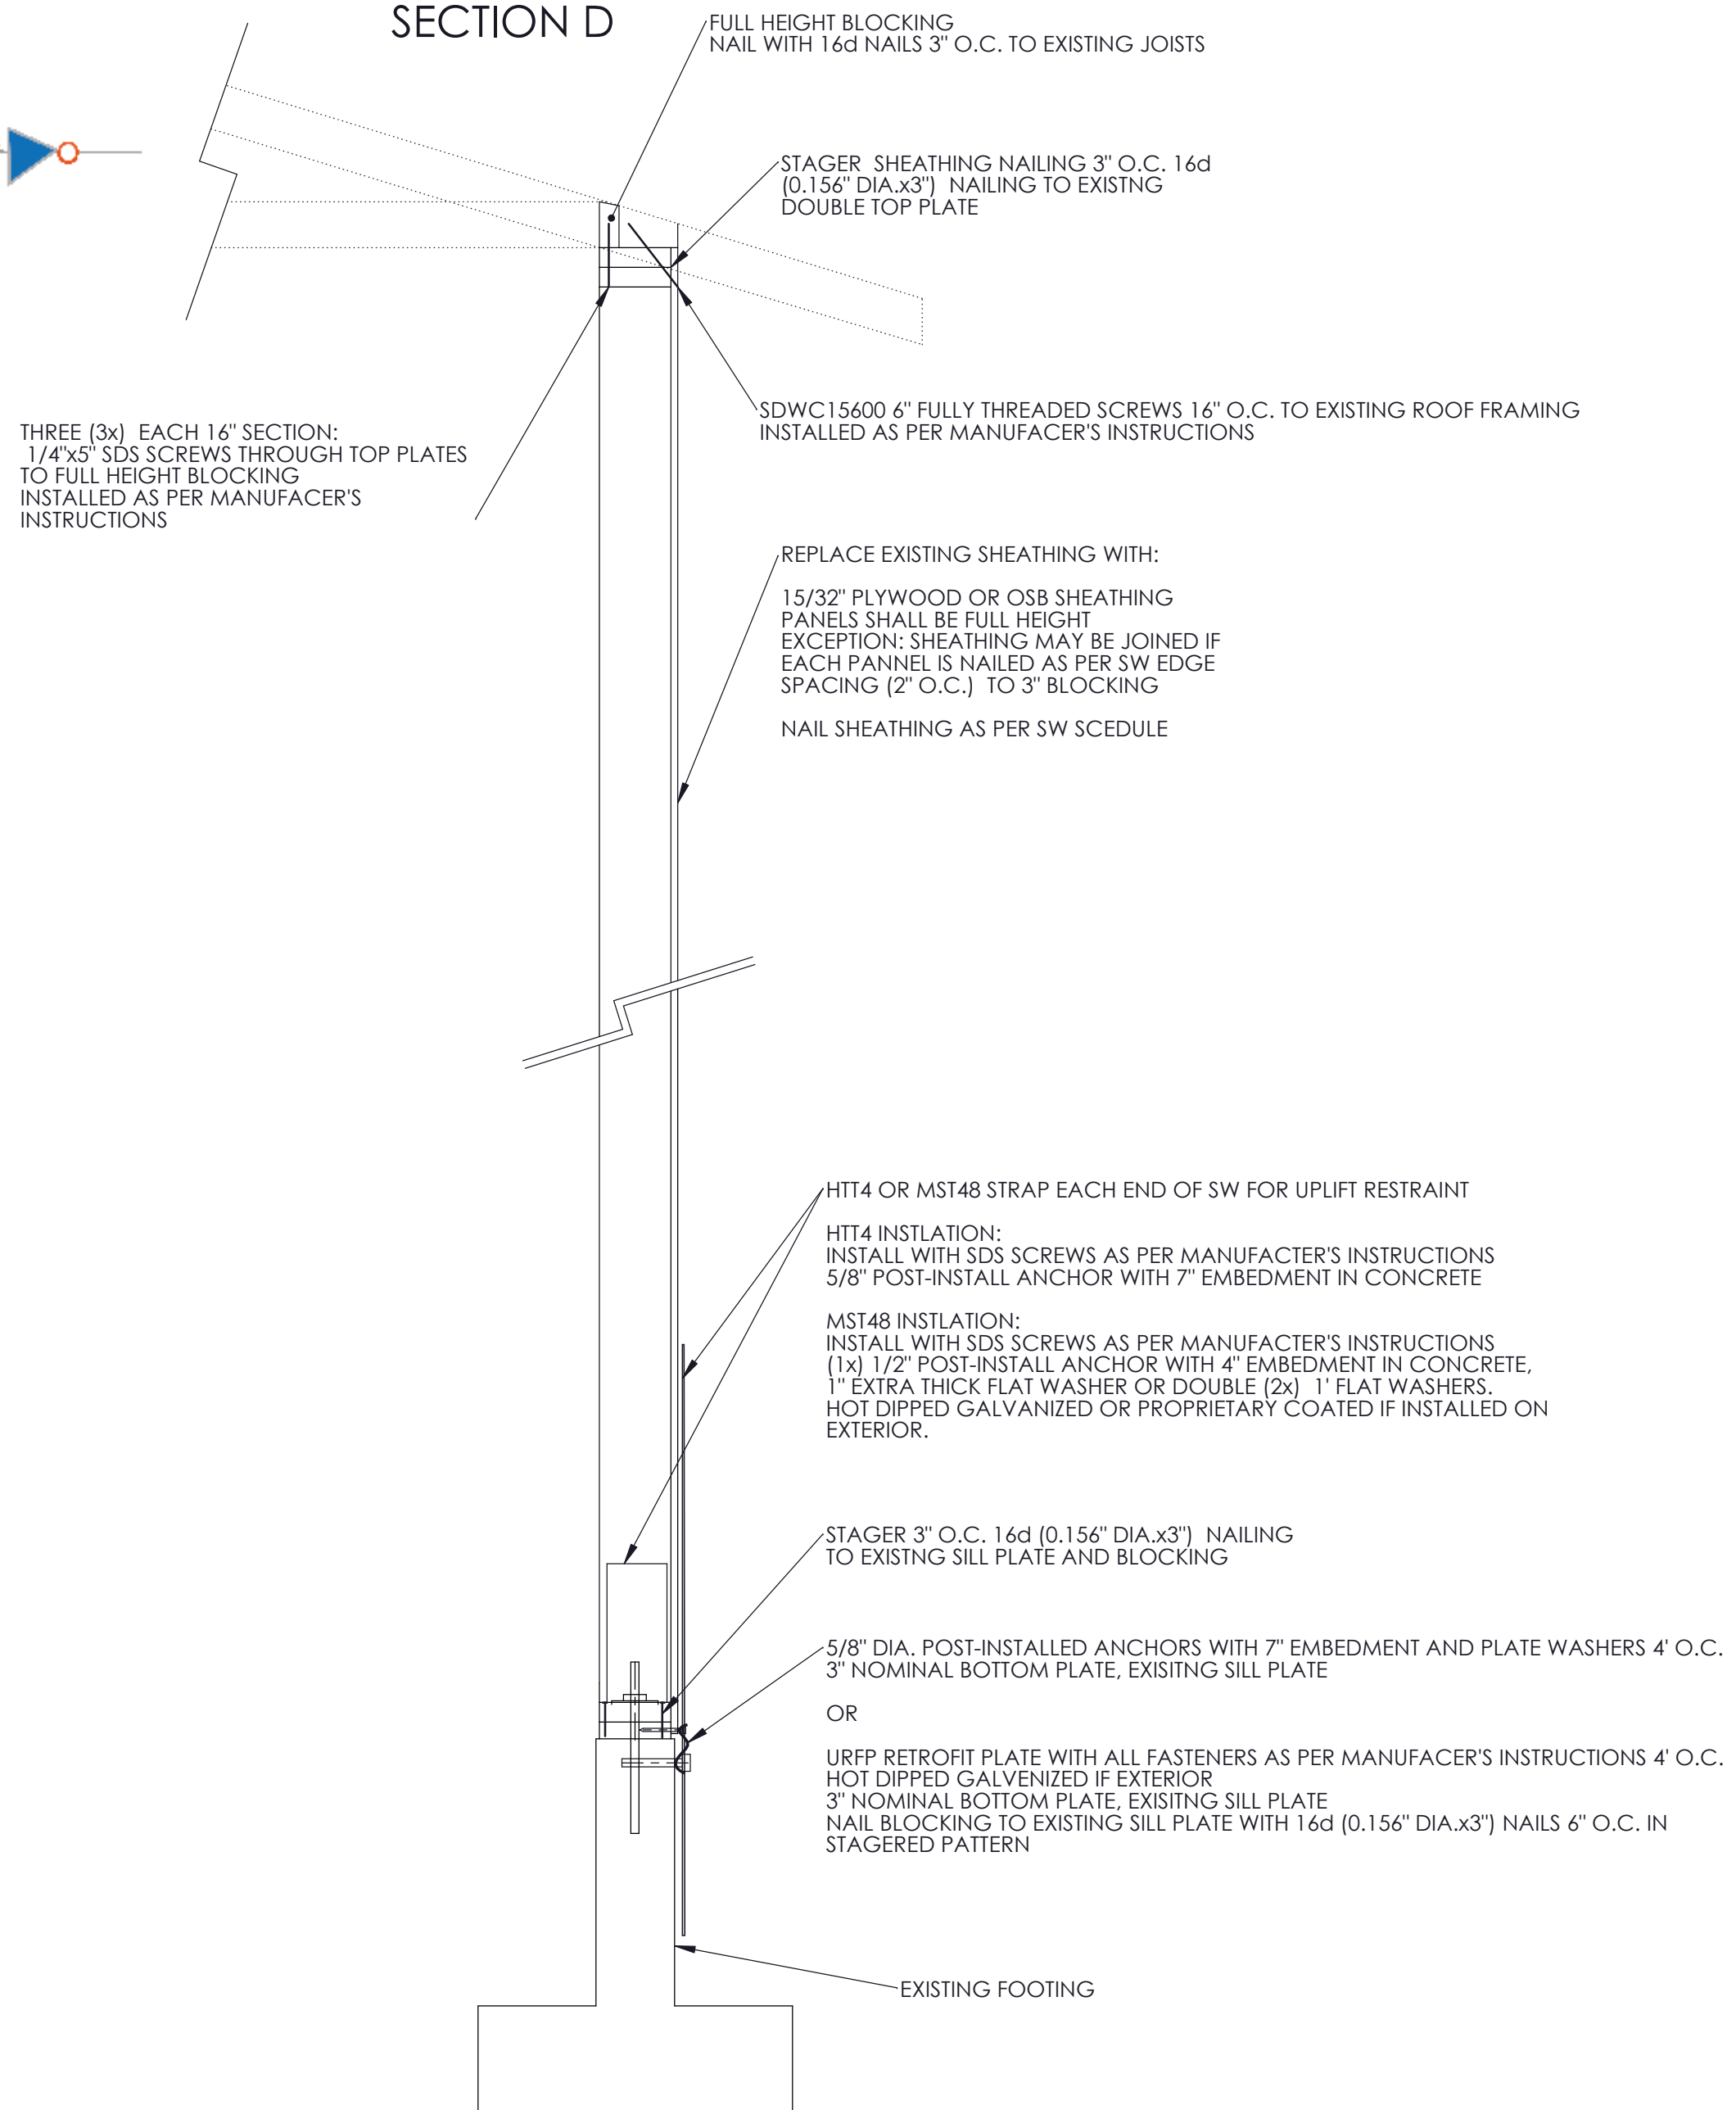 SECTION D
FULL HEIGHT BLOCKING
NAIL WITH 16d NAILS 3" O.C. TO EXISTING JOISTS
STAGER SHEATHING NAILING 3" O.C. 16d
(0.156" DIA.x3") NAILING TO EXISTNG
DOUBLE TOP PLATE
SDWC15600 6" FULLY THREADED SCREWS 16" O.C. TO EXISTING ROOF FRAMING
INSTALLED AS PER MANUFACER'S INSTRUCTIONS
THREE (3x) EACH 16" SECTION:
1/4"x5" SDS SCREWS THROUGH TOP PLATES
TO FULL HEIGHT BLOCKING
INSTALLED AS PER MANUFACER'S
INSTRUCTIONS
REPLACE EXISTING SHEATHING WITH:
15/32" PLYWOOD OR OSB SHEATHING
PANELS SHALL BE FULL HEIGHT
EXCEPTION: SHEATHING MAY BE JOINED IF
EACH PANNEL IS NAILED AS PER SW EDGE
SPACING (2" O.C.) TO 3" BLOCKING
NAIL SHEATHING AS PER SW SCEDULE
HTT4 OR MST48 STRAP EACH END OF SW FOR UPLIFT RESTRAINT
HTT4 INSTLATION:
INSTALL WITH SDS SCREWS AS PER MANUFACTER'S INSTRUCTIONS
5/8" POST-INSTALL ANCHOR WITH 7" EMBEDMENT IN CONCRETE
MST48 INSTLATION:
INSTALL WITH SDS SCREWS AS PER MANUFACTER'S INSTRUCTIONS
(1x) 1/2" POST-INSTALL ANCHOR WITH 4" EMBEDMENT IN CONCRETE,
1" EXTRA THICK FLAT WASHER OR DOUBLE (2x) 1' FLAT WASHERS.
HOT DIPPED GALVANIZED OR PROPRIETARY COATED IF INSTALLED ON
EXTERIOR.
STAGER 3" O.C. 16d (0.156" DIA.x3") NAILING
TO EXISTNG SILL PLATE AND BLOCKING
5/8" DIA. POST-INSTALLED ANCHORS WITH 7" EMBEDMENT AND PLATE WASHERS 4' O.C.
3" NOMINAL BOTTOM PLATE, EXISITNG SILL PLATE
OR
URFP RETROFIT PLATE WITH ALL FASTENERS AS PER MANUFACER'S INSTRUCTIONS 4' O.C.
HOT DIPPED GALVENIZED IF EXTERIOR
3" NOMINAL BOTTOM PLATE, EXISITNG SILL PLATE
NAIL BLOCKING TO EXISTING SILL PLATE WITH 16d (0.156" DIA.x3") NAILS 6" O.C. IN
STAGERED PATTERN
EXISTING FOOTING